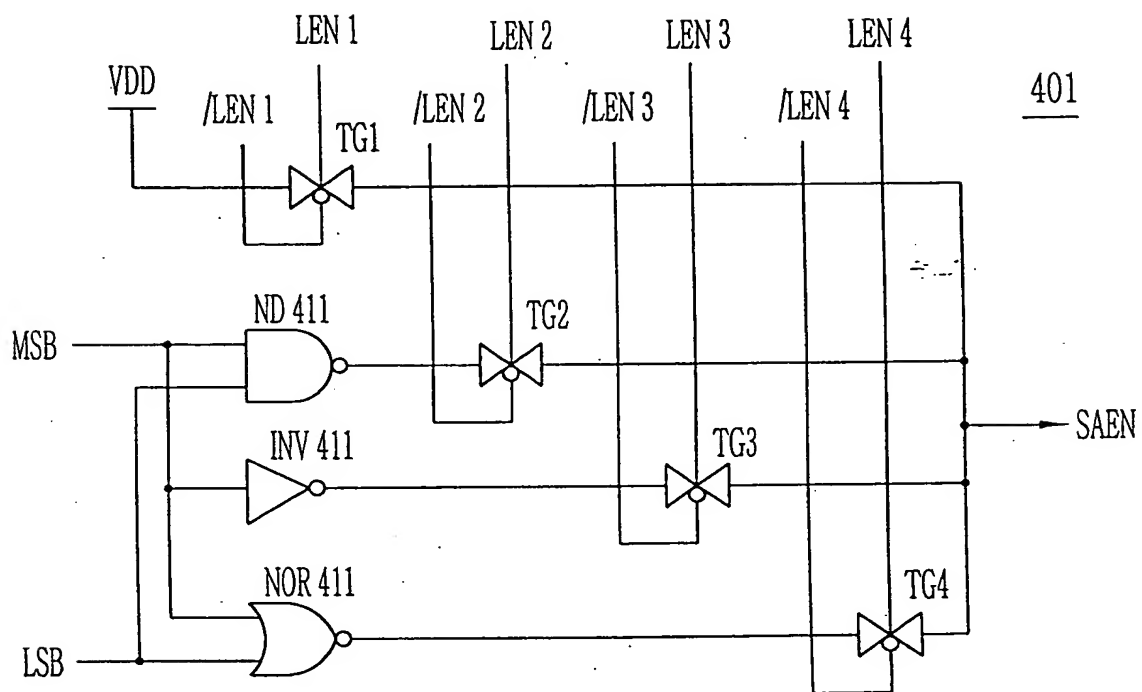 LEN 1
LEN 2
LEN 3
LEN 4
VDD
/LEN 1
/LEN 2
/LEN 3
/LEN 4
401
TG1
ND 411
TG2
MSB
SAEN
INV 411
TG3
NOR 411
TG4
LSB